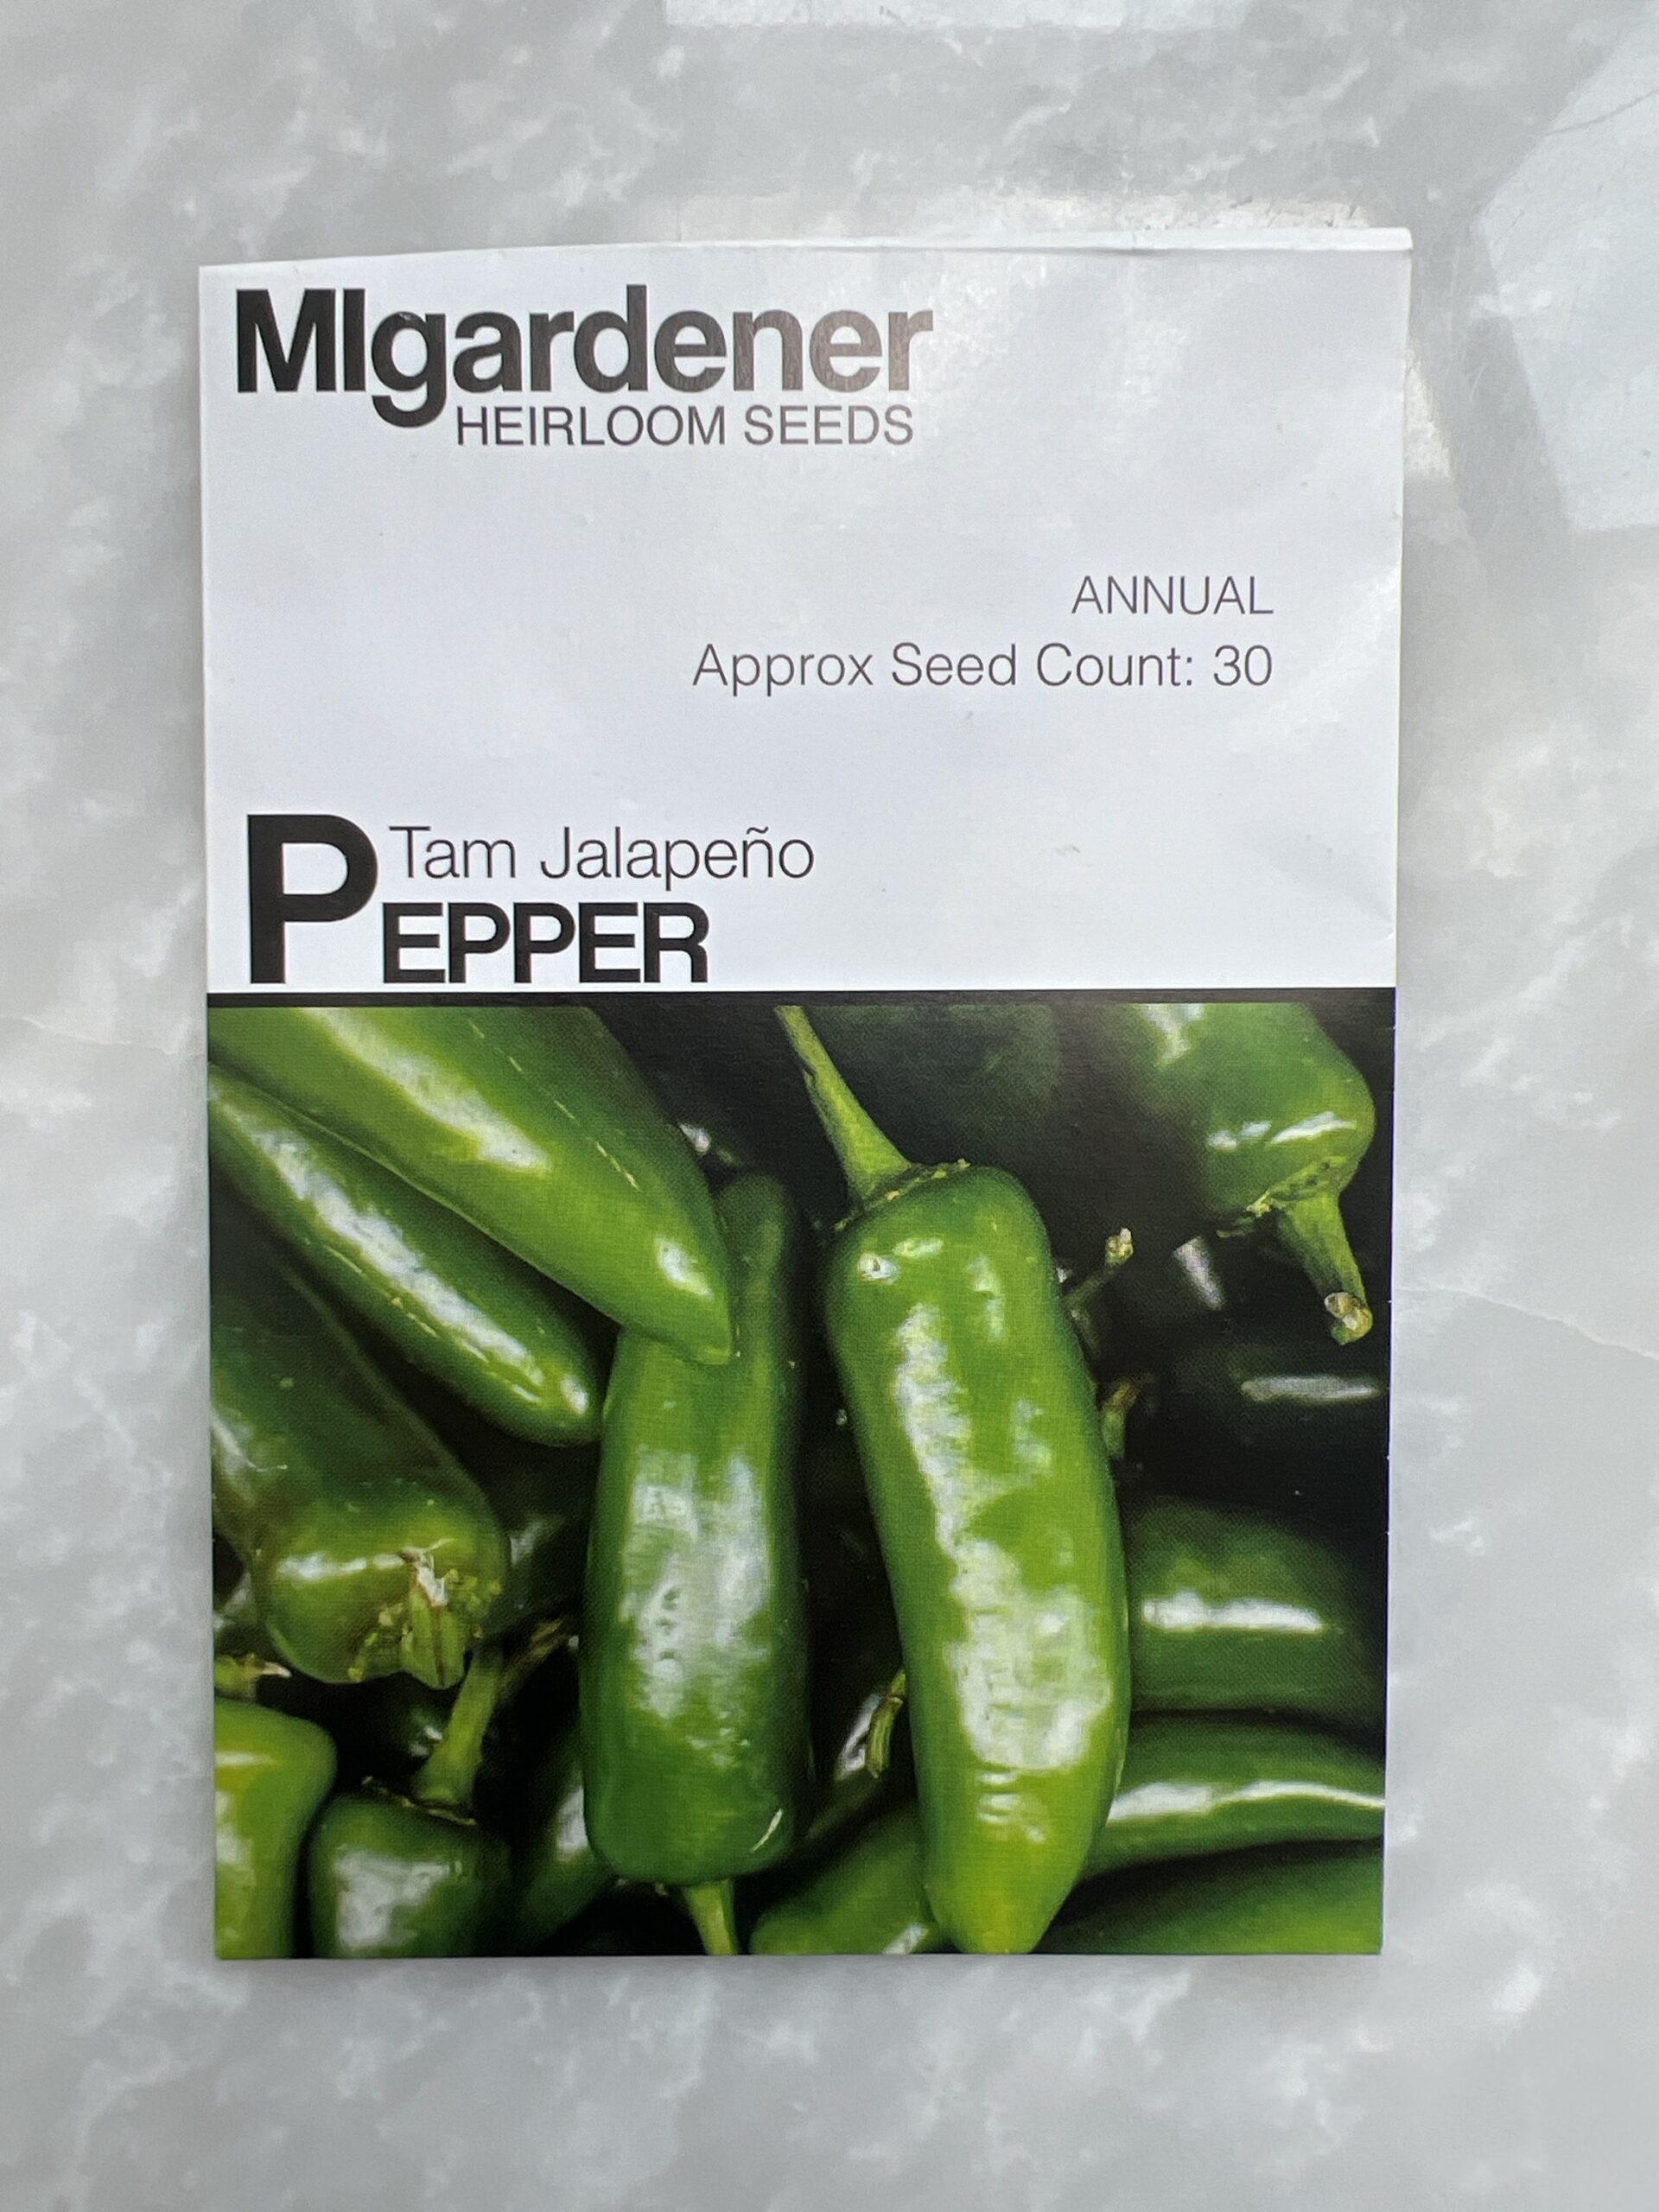 MIgardener
HEIRLOOM SEEDS
ANNUAL
Approx Seed Count: 30
Tam Jalapeño
PEPPER